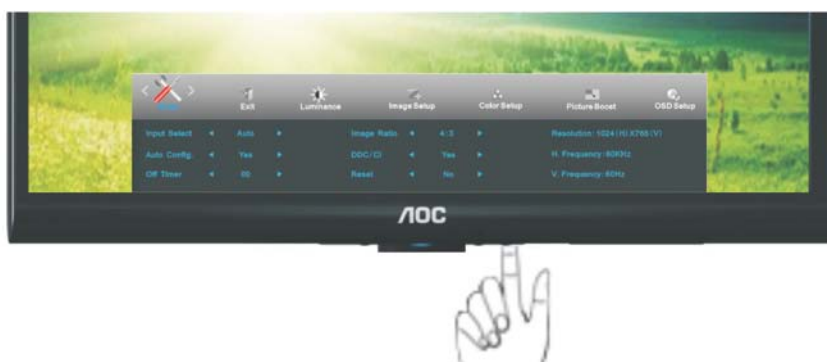 Extra
Exit
Luminance
Image Setup
Color Setup
Picture Boost
OSD Setup
Input Select Auto Image Ratio 4:3 Resolution: 1024(H)X768(V)
Auto Config. Yes DDC/CI Yes H. Frequency:60KHz
Off Timer 00 Reset No V. Frequency:60Hz
AOC